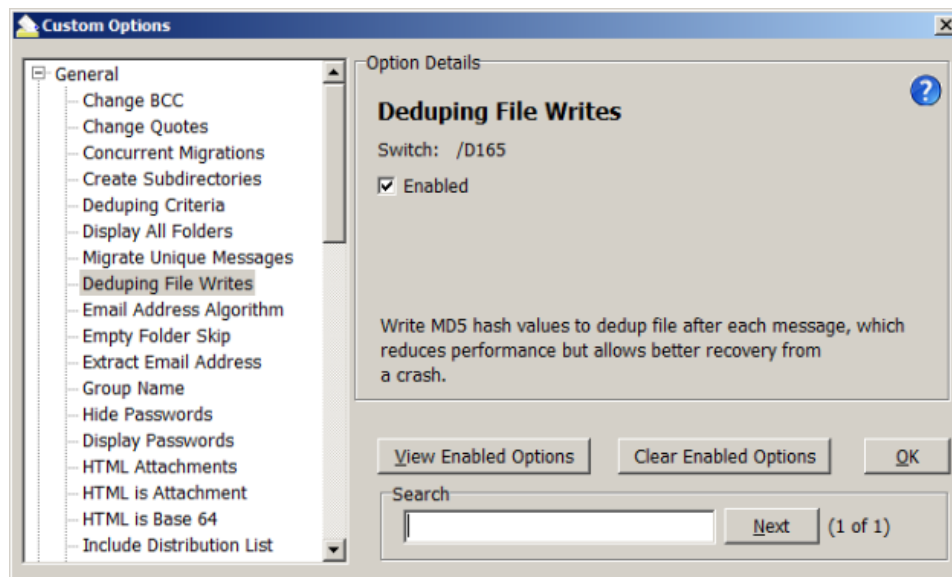 Custom Options
General
Change BCC
Change Quotes
Concurrent Migrations
Create Subdirectories
Deduping Criteria
Display All Folders
Migrate Unique Messages
Deduping File Writes
Email Address Algorithm
Empty Folder Skip
Extract Email Address
Group Name
Hide Passwords
Display Passwords
HTML Attachments
HTML is Attachment
HTML is Base 64
Include Distribution List
Option Details
Deduping File Writes
Switch: /D165
Enabled
Write MD5 hash values to dedup file after each message, which
reduces performance but allows better recovery from
a crash.
View Enabled Options
Clear Enabled Options
OK
Search
Next
(1 of 1)